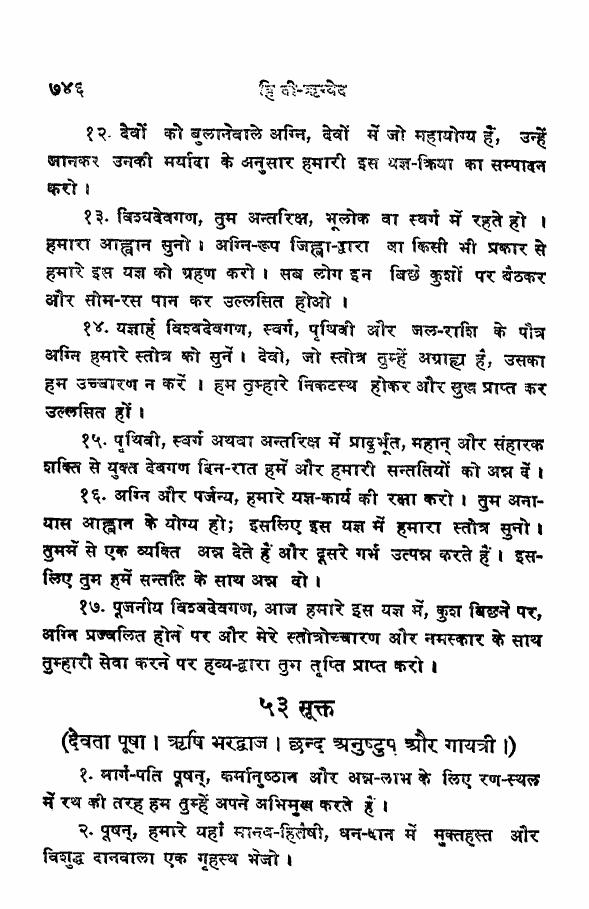 ७४६ हिन्दी-ऋग्वेद
१२. देवों को बुलानेवाले अग्नि, देवों में जो महायोग्य हैं, उन्हें
जानकर उनकी मर्यादा के अनुसार हमारी इस यज्ञ-क्रिया का सम्पादन
करो ।
१३. विश्वदेवगण, तुम अन्तरिक्ष, भूलोक वा स्वर्ग में रहते हो ।
हमारा आह्वान सुनो । अग्नि-रूप जिह्वा-द्वारा वा किसी भी प्रकार से
हमारे इस यज्ञ को ग्रहण करो । सब लोग इन बिछे कुशों पर बैठकर
और सोम-रस पान कर उल्लसित होओ ।
१४. यज्ञार्ह विश्वदेवगण, स्वर्ग, पृथिवी और जल-राशि के पौत्र
अग्नि हमारे स्तोत्र को सुनें । देवो, जो स्तोत्र तुम्हें अग्राह्य है, उसका
हम उच्चारण न करें । हम तुम्हारे निकटस्थ होकर और सुख प्राप्त कर
उल्लसित हों ।
१५. पृथिवी, स्वर्ग अथवा अन्तरिक्ष में प्रादुर्भूत, महान् और संहारक
शक्ति से युक्त देवगण दिन-रात हमें और हमारी सन्ततियों को अन्न दें ।
१६. अग्नि और पर्जन्य, हमारे यज्ञ-कार्य की रक्षा करो । तुम अना-
यास आह्वान के योग्य हो; इसलिए इस यज्ञ में हमारा स्तोत्र सुनो ।
तुममें से एक व्यक्ति अन्न देते हैं और दूसरे गर्भ उत्पन्न करते हैं । इस-
लिए तुम हमें सन्तति के साथ अन्न दो ।
१७. पूजनीय विश्वदेवगण, आज हमारे इस यज्ञ में, कुश बिछने पर,
अग्नि प्रज्वलित होने पर और मेरे स्तोत्रोच्चारण और नमस्कार के साथ
तुम्हारी सेवा करने पर हव्य-द्वारा तुम तृप्ति प्राप्त करो ।
५३ सूक्त
(देवता पूषा । ऋषि भरद्वाज । छन्द अनुष्टुप् और गायत्री ।)
१. मार्ग-पति पूषन्, कर्मानुष्ठान और अन्न-लाभ के लिए रण-स्थल
में रथ की तरह हम तुम्हें अपने अभिमुख करते हैं ।
२. पूषन्, हमारे यहाँ मानव-हितैषी, धन-दान में मुक्तहस्त और
विशुद्ध दानवाला एक गृहस्थ भेजो ।